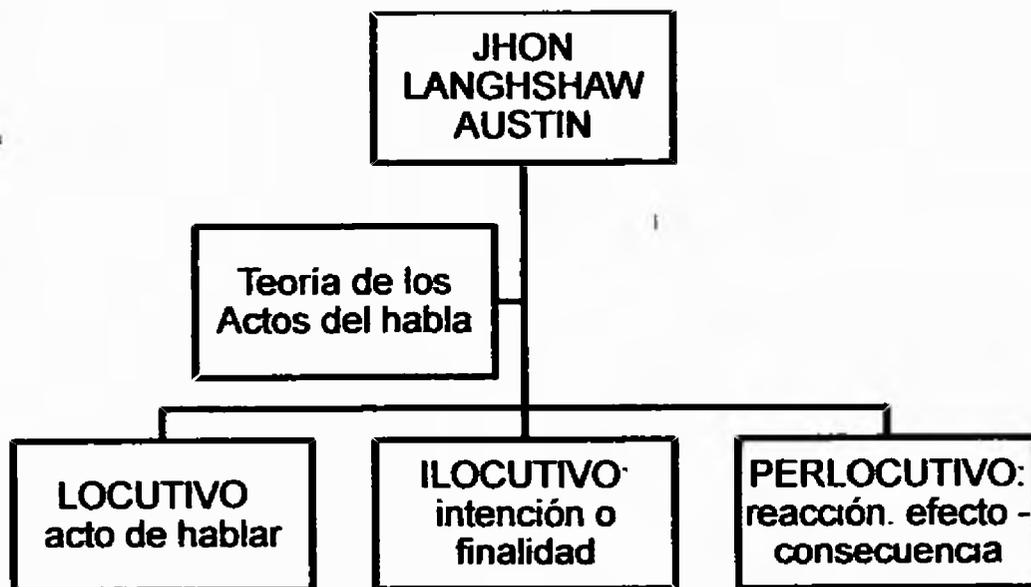 JHON
LANGHSHAW
AUSTIN
Teoria de los
Actos del habla
LOCUTIVO
acto de hablar
ILOCUTIVO·
intención o
finalidad
PERLOCUTIVO:
reacción. efecto -
consecuencia